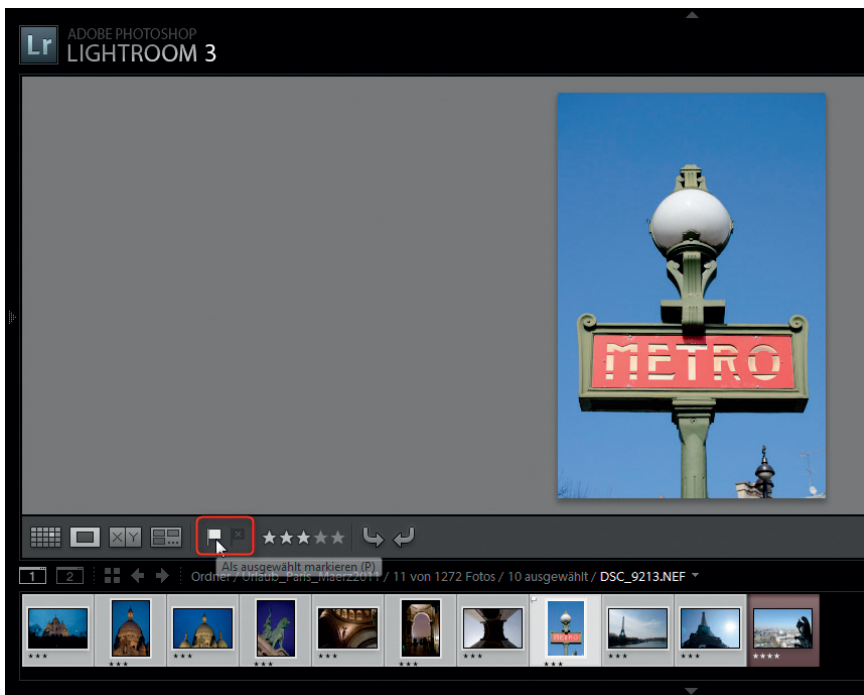 Lr
ADOBE PHOTOSHOP
LIGHTROOM 3
METRO
X Y
Als ausgewählt markieren (P)
1 2 Ordner / Urlaub_Paris_Maerz2011 / 11 von 1272 Fotos / 10 ausgewählt / DSC_9213.NEF
METRO